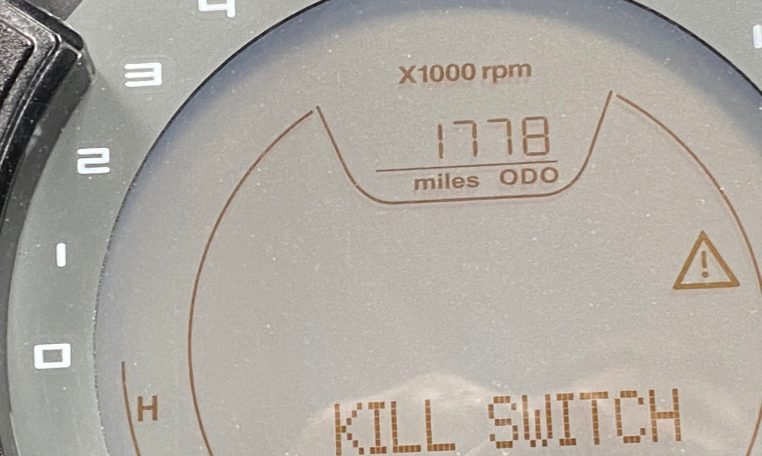 4
3
2
1
0
X1000 rpm
1778
miles ODO
H
KILL SWITCH